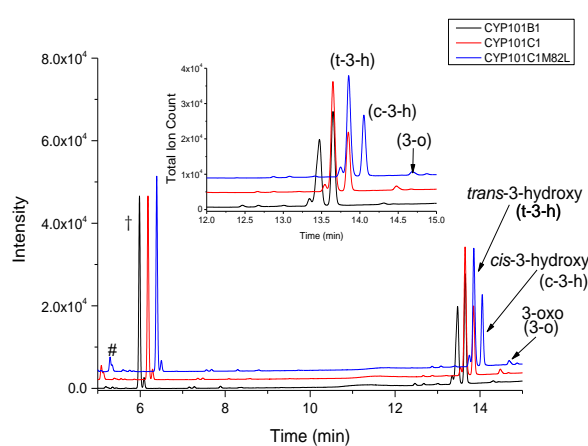 CYP101B1
CYP101C1
CYP101C1M82L
8.0x10⁴
6.0x10⁴
4.0x10⁴
2.0x10⁴
0.0
Intensity
6 8 10 12 14
Time (min)
4x10⁴
3x10⁴
2x10⁴
1x10⁴
0
Total Ion Count
12.0 12.5 13.0 13.5 14.0 14.5 15.0
Time (min)
(t-3-h)
(c-3-h)
(3-o)
†
#
trans-3-hydroxy
(t-3-h)
cis-3-hydroxy
(c-3-h)
3-oxo
(3-o)